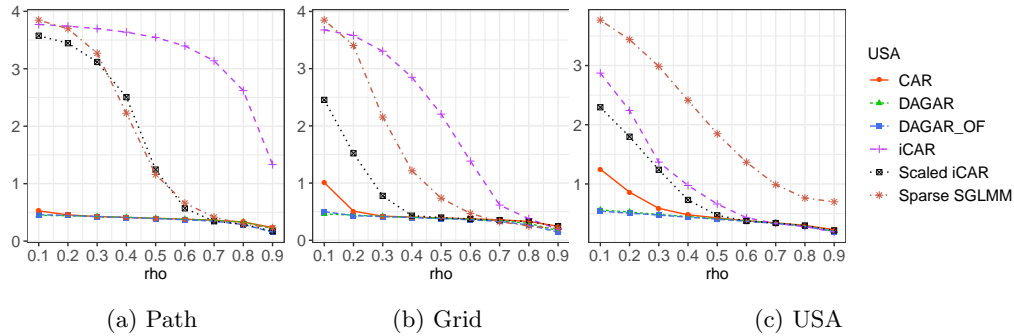 4
3
2
1
0
0.1 0.2 0.3 0.4 0.5 0.6 0.7 0.8 0.9
rho
(a) Path
4
3
2
1
0
0.1 0.2 0.3 0.4 0.5 0.6 0.7 0.8 0.9
rho
(b) Grid
3
2
1
0.1 0.2 0.3 0.4 0.5 0.6 0.7 0.8 0.9
rho
(c) USA
USA
CAR
DAGAR
DAGAR_OF
iCAR
Scaled iCAR
Sparse SGLMM